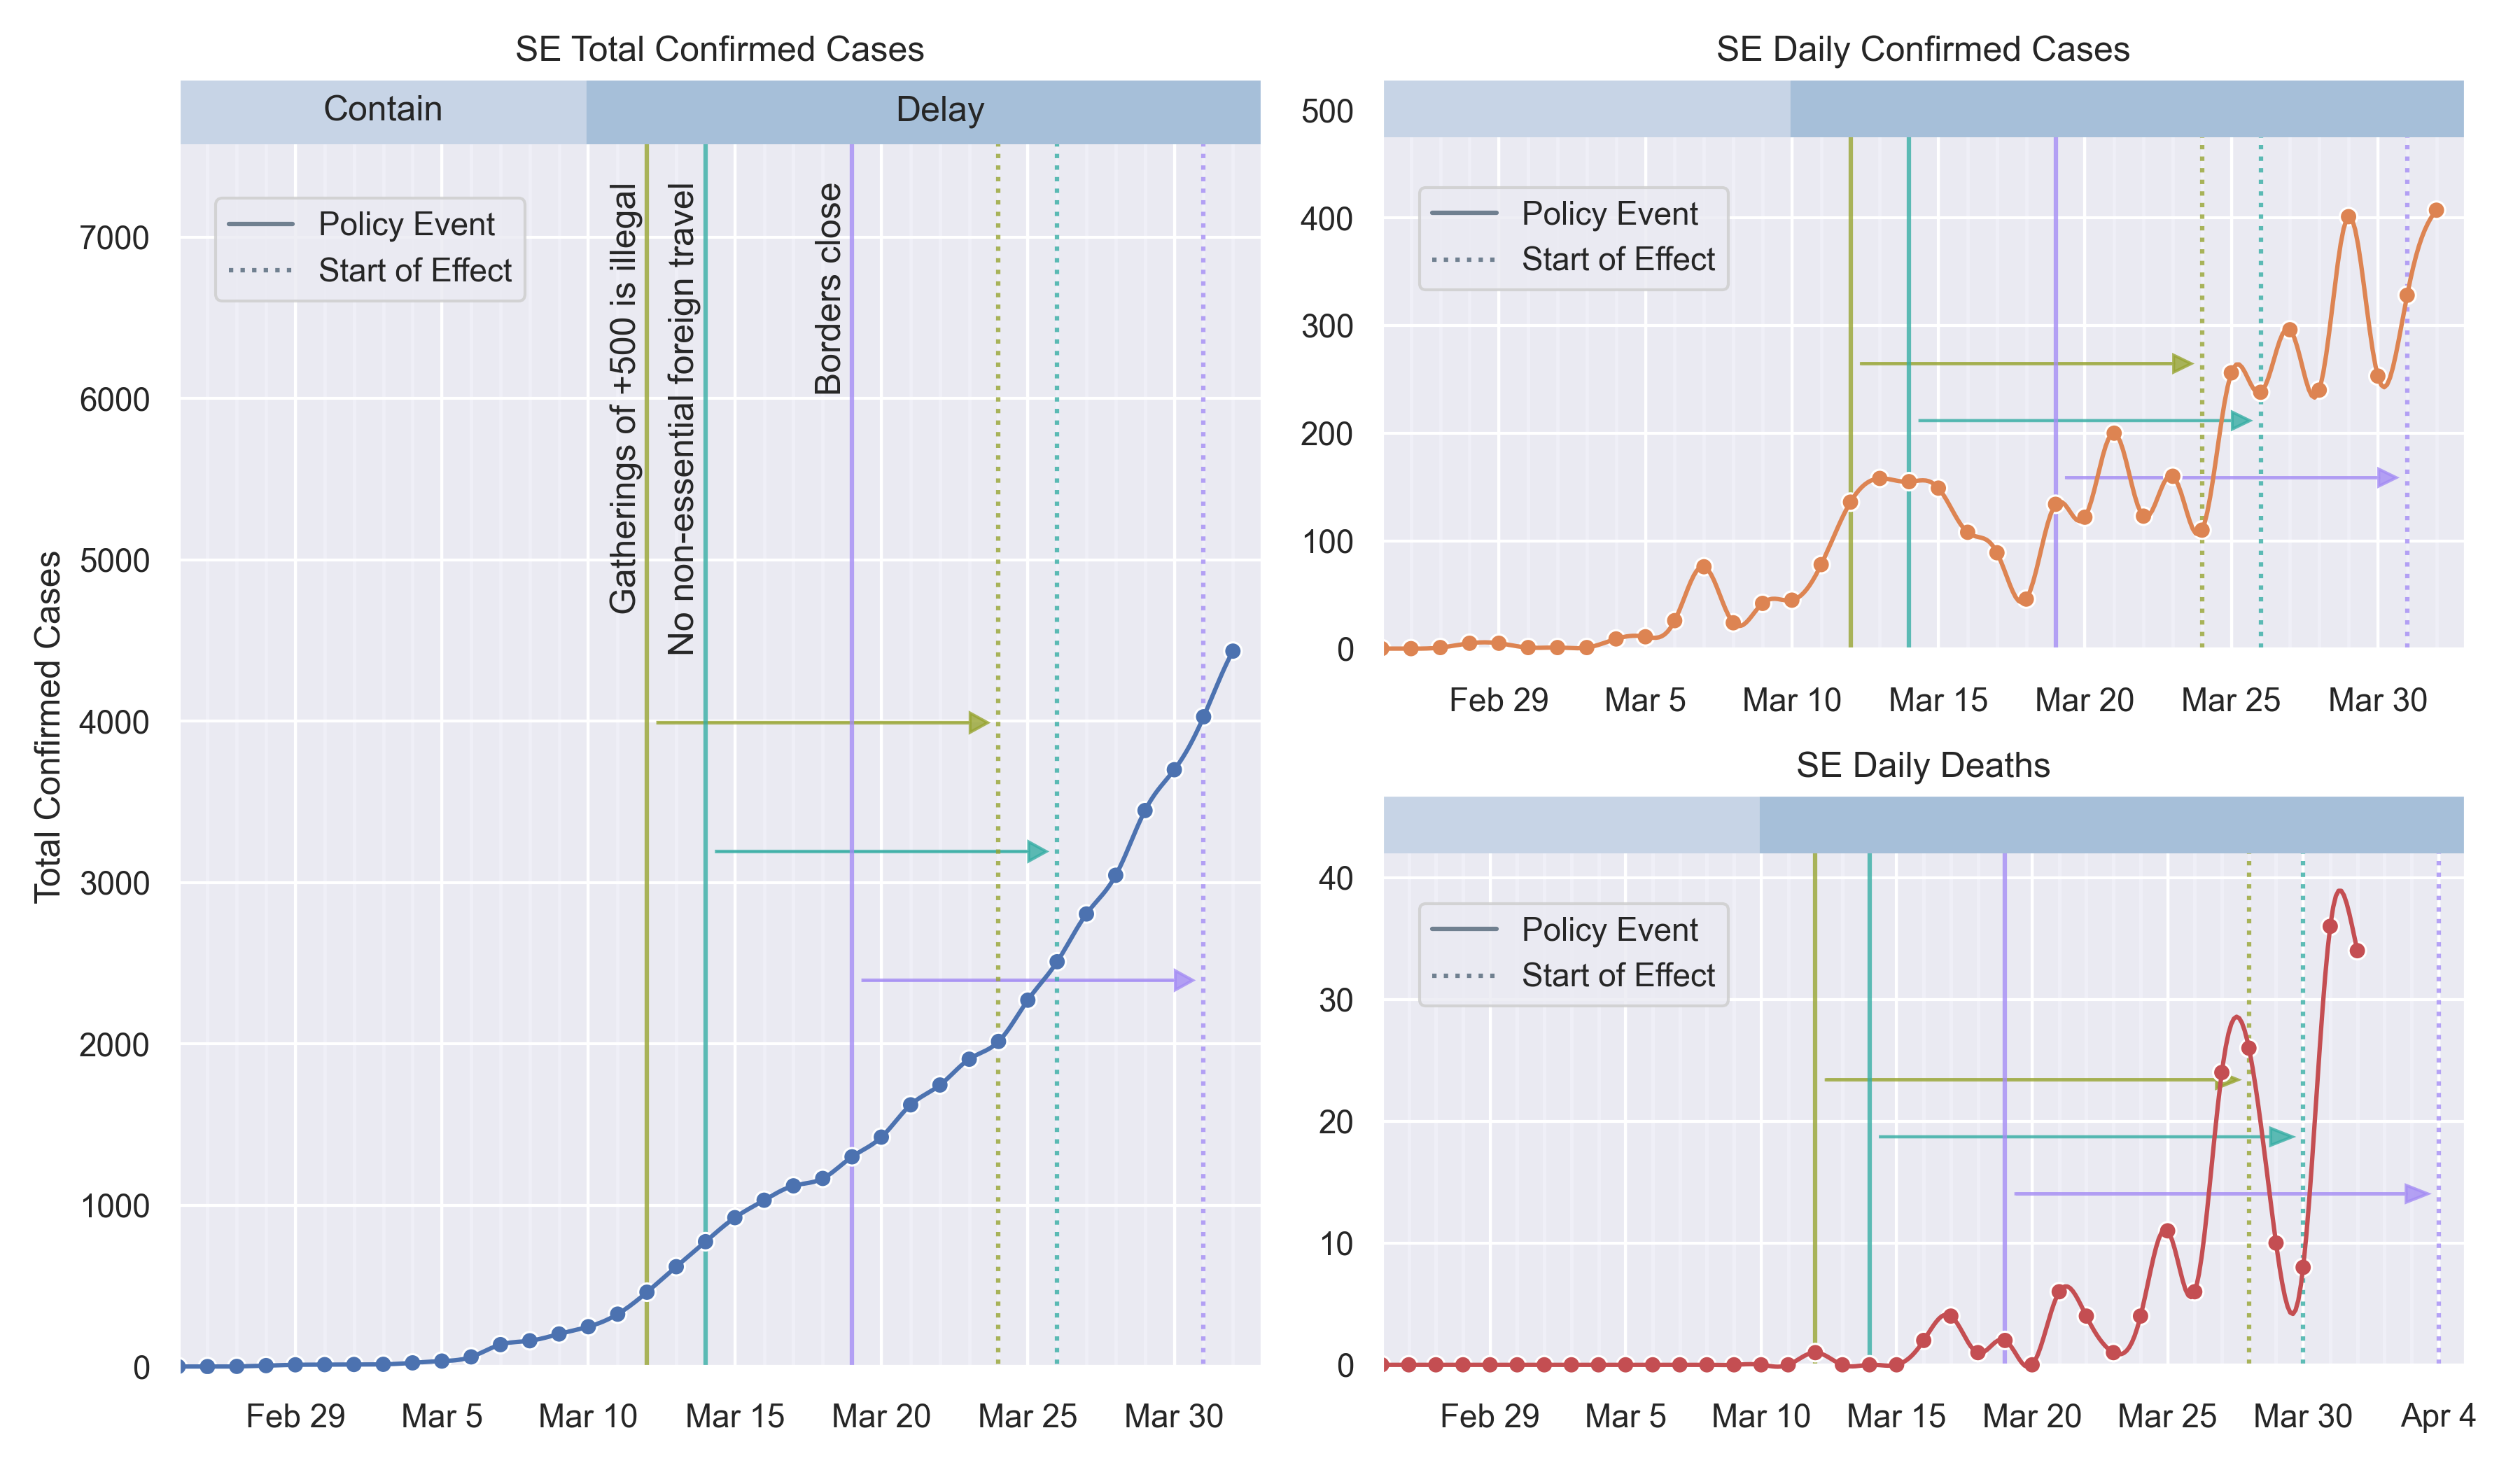 SE Total Confirmed Cases
Contain
Delay
Policy Event
Start of Effect
Gatherings of +500 is illegal
No non-essential foreign travel
Borders close
Total Confirmed Cases
7000
6000
5000
4000
3000
2000
1000
0
Feb 29 Mar 5 Mar 10 Mar 15 Mar 20 Mar 25 Mar 30
SE Daily Confirmed Cases
Policy Event
Start of Effect
500
400
300
200
100
0
Feb 29 Mar 5 Mar 10 Mar 15 Mar 20 Mar 25 Mar 30
SE Daily Deaths
Policy Event
Start of Effect
40
30
20
10
0
Feb 29 Mar 5 Mar 10 Mar 15 Mar 20 Mar 25 Mar 30 Apr 4